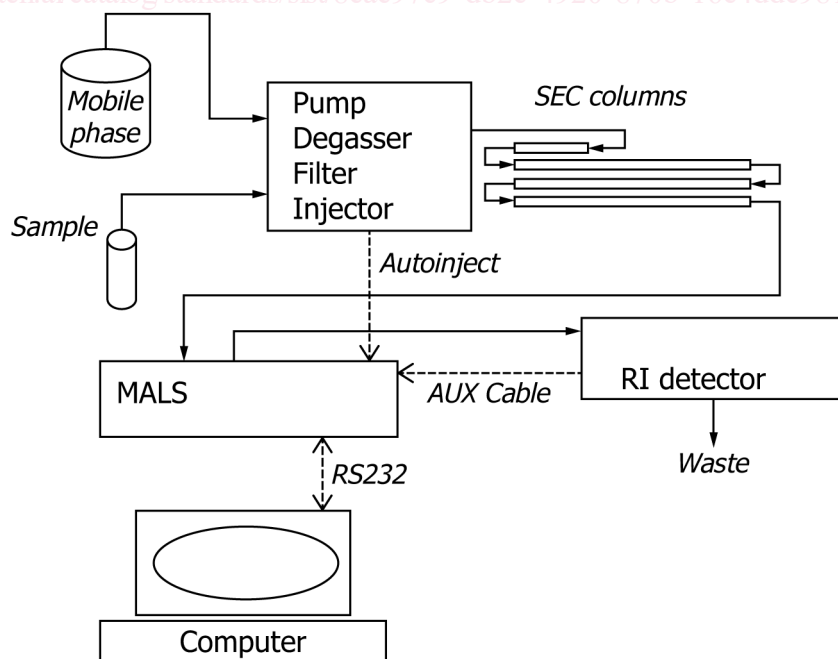 Mobile
phase
Pump
Degasser
Filter
Injector
SEC columns
Sample
Autoinject
MALS
AUX Cable
RI detector
Waste
RS232
Computer